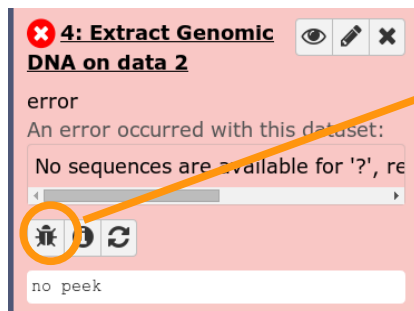 4: Extract Genomic
DNA on data 2
error
An error occurred with this dataset:
No sequences are available for '?', re
no peek